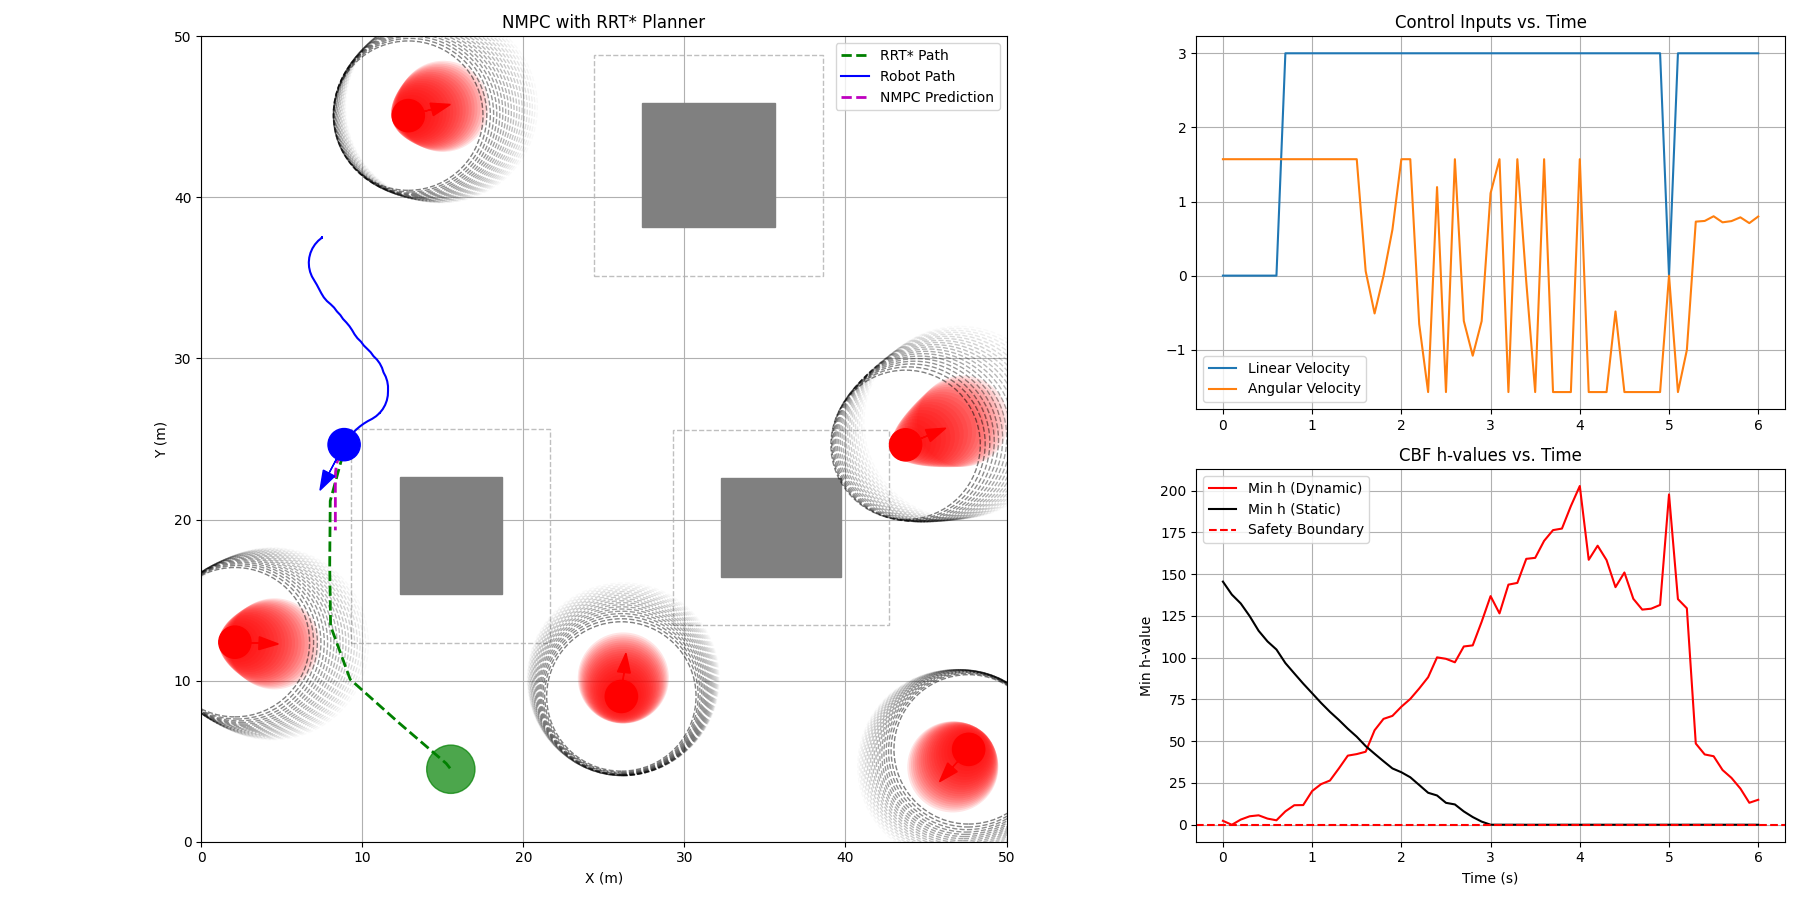 NMPC with RRT* Planner
50
40
30
20
10
0
Y (m)
0 10 20 30 40 50
X (m)
RRT* Path
Robot Path
NMPC Prediction
Control Inputs vs. Time
3
2
1
0
−1
Linear Velocity
Angular Velocity
0 1 2 3 4 5 6
CBF h-values vs. Time
200
175
150
125
100
75
50
25
0
Min h-value
Min h (Dynamic)
Min h (Static)
Safety Boundary
0 1 2 3 4 5 6
Time (s)